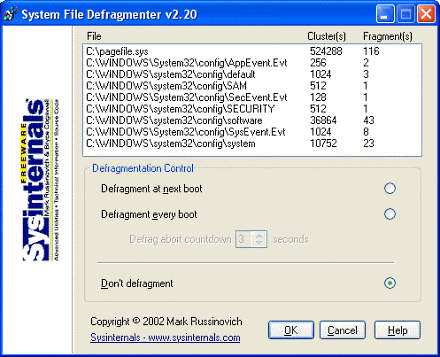 System File Defragmenter v2.20
File Cluster(s) Fragment(s)
C:\pagefile.sys 524288 116
C:\WINDOWS\System32\config\AppEvent.Evt 256 2
C:\WINDOWS\System32\config\default 1024 3
C:\WINDOWS\System32\config\SAM 512 1
C:\WINDOWS\System32\config\SecEvent.Evt 128 1
C:\WINDOWS\System32\config\SECURITY 512 1
C:\WINDOWS\System32\config\software 36864 43
C:\WINDOWS\System32\config\SysEvent.Evt 1024 8
C:\WINDOWS\System32\config\system 10752 23
FREEWARE
Sysinternals
Mark Russinovich & Bryce Cogswell
Advanced Utilities • Technical Information • Source Code
Defragmentation Control
Defragment at next boot
Defragment every boot
Defrag abort countdown 3 seconds
Don't defragment
Copyright © 2002 Mark Russinovich
Sysinternals - www.sysinternals.com
OK Cancel Help